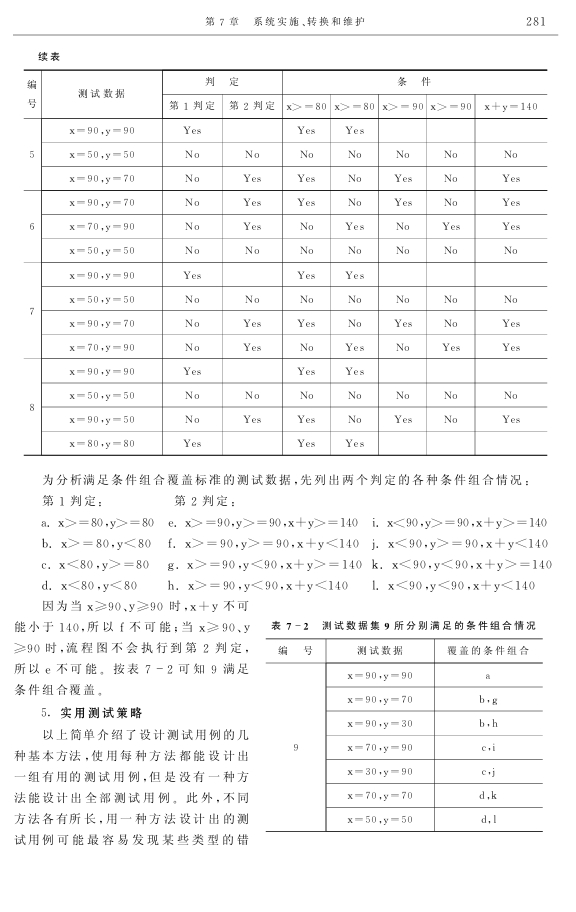 第 7 章 系统实施、转换和维护 281
续表
编号 测试数据 判 定 条 件
第 1 判定 第 2 判定 x>=80 x>=80 x>=90 x>=90 x+y=140
5
x=90,y=90 Yes Yes Yes
x=50,y=50 No No No No No No No
x=90,y=70 No Yes Yes No Yes No Yes
6
x=90,y=70 No Yes Yes No Yes No Yes
x=70,y=90 No Yes No Yes No Yes Yes
x=50,y=50 No No No No No No No
7
x=90,y=90 Yes Yes Yes
x=50,y=50 No No No No No No No
x=90,y=70 No Yes Yes No Yes No Yes
x=70,y=90 No Yes No Yes No Yes Yes
8
x=90,y=90 Yes Yes Yes
x=50,y=50 No No No No No No No
x=90,y=50 No Yes Yes No Yes No Yes
x=80,y=80 Yes Yes Yes
为分析满足条件组合覆盖标准的测试数据,先列出两个判定的各种条件组合情况:
第 1 判定: 第 2 判定:
a. x>=80,y>=80 e. x>=90,y>=90,x+y>=140 i. x<90,y>=90,x+y>=140
b. x>=80,y<80 f. x>=90,y>=90,x+y<140 j. x<90,y>=90,x+y<140
c. x<80,y>=80 g. x>=90,y<90,x+y>=140 k. x<90,y<90,x+y>=140
d. x<80,y<80 h. x>=90,y<90,x+y<140 l. x<90,y<90,x+y<140
因为当 x≥90、y≥90 时,x+y 不可
能小于 140,所以 f 不可能;当 x≥90、y
≥90 时,流程图不会执行到第 2 判定,
所以 e 不可能。按表 7-2 可知 9 满足
条件组合覆盖。
5. 实用测试策略
以上简单介绍了设计测试用例的几
种基本方法,使用每种方法都能设计出
一组有用的测试用例,但是没有一种方
法能设计出全部测试用例。此外,不同
方法各有所长,用一种方法设计出的测
试用例可能最容易发现某些类型的错
表 7-2 测试数据集 9 所分别满足的条件组合情况
编 号 测试数据 覆盖的条件组合
9
x=90,y=90 a
x=90,y=70 b,g
x=90,y=30 b,h
x=70,y=90 c,i
x=30,y=90 c,j
x=70,y=70 d,k
x=50,y=50 d,l